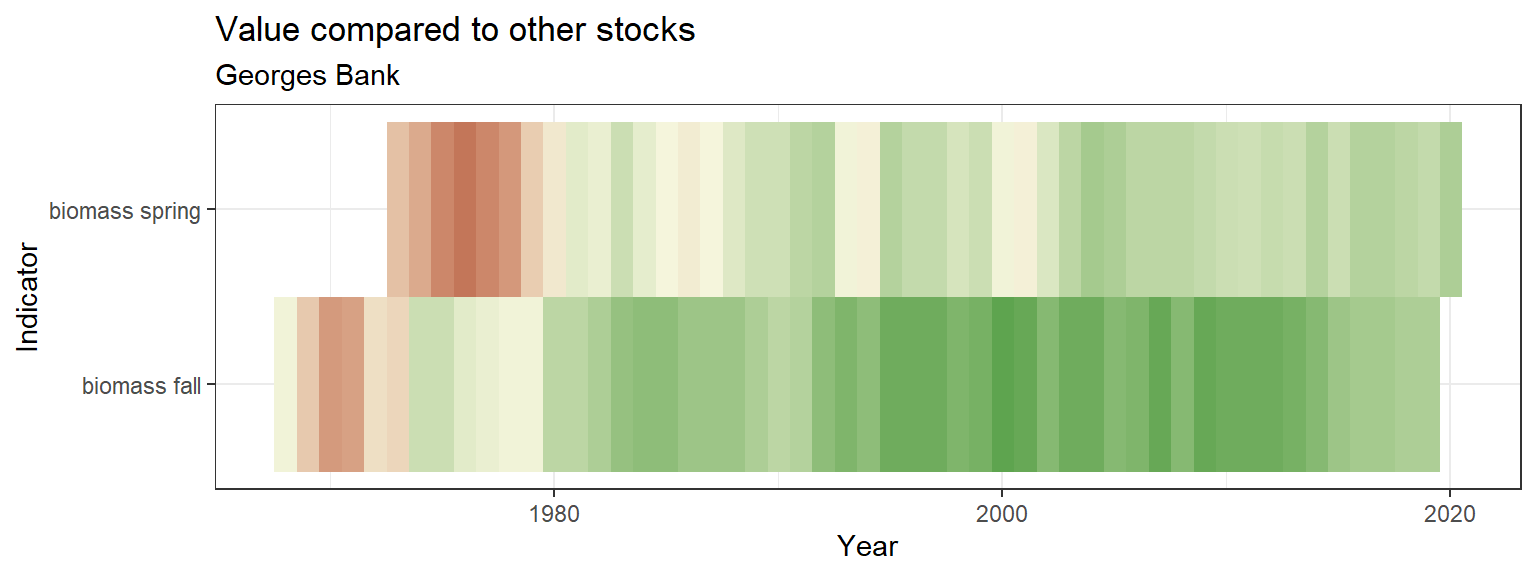 Value compared to other stocks
Georges Bank
Indicator
biomass spring
biomass fall
1980 2000 2020
Year